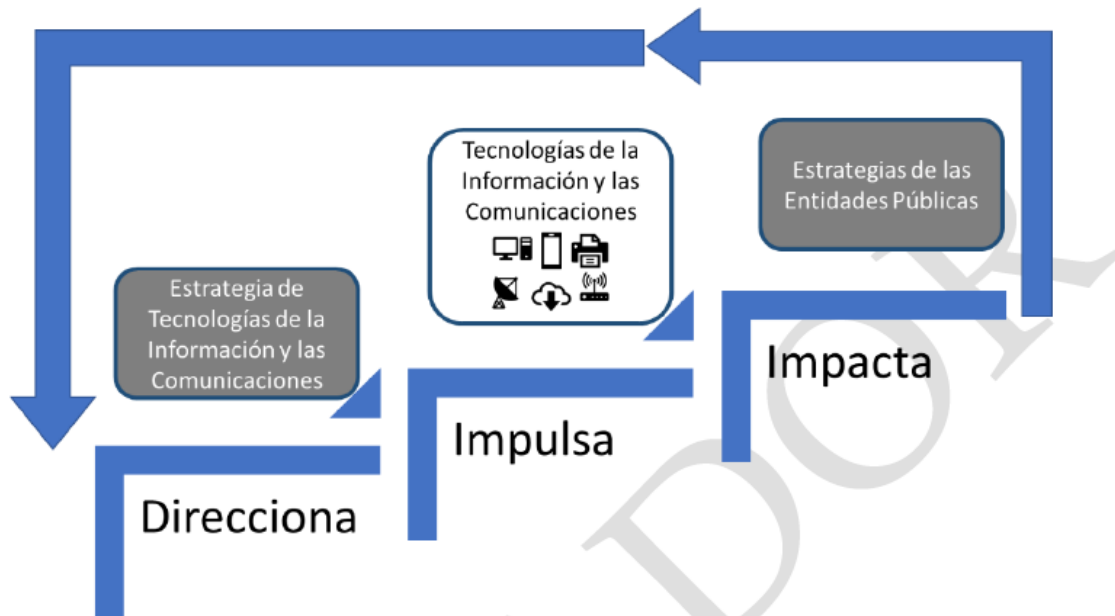 Tecnologías de la
Información y las
Comunicaciones
Estrategias de las
Entidades Públicas
Estrategia de
Tecnologías de la
Información y las
Comunicaciones
Impacta
Impulsa
Direcciona
DOR